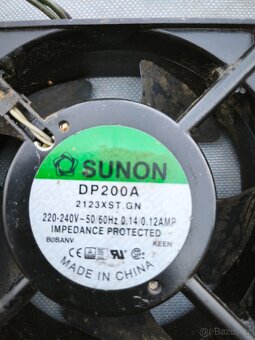 SUNON
DP200A
2123XST.GN
220-240V~50/60Hz 0.14/0.12AMP
IMPEDANCE PROTECTED
B0BANV KEEN
MADE IN CHINA